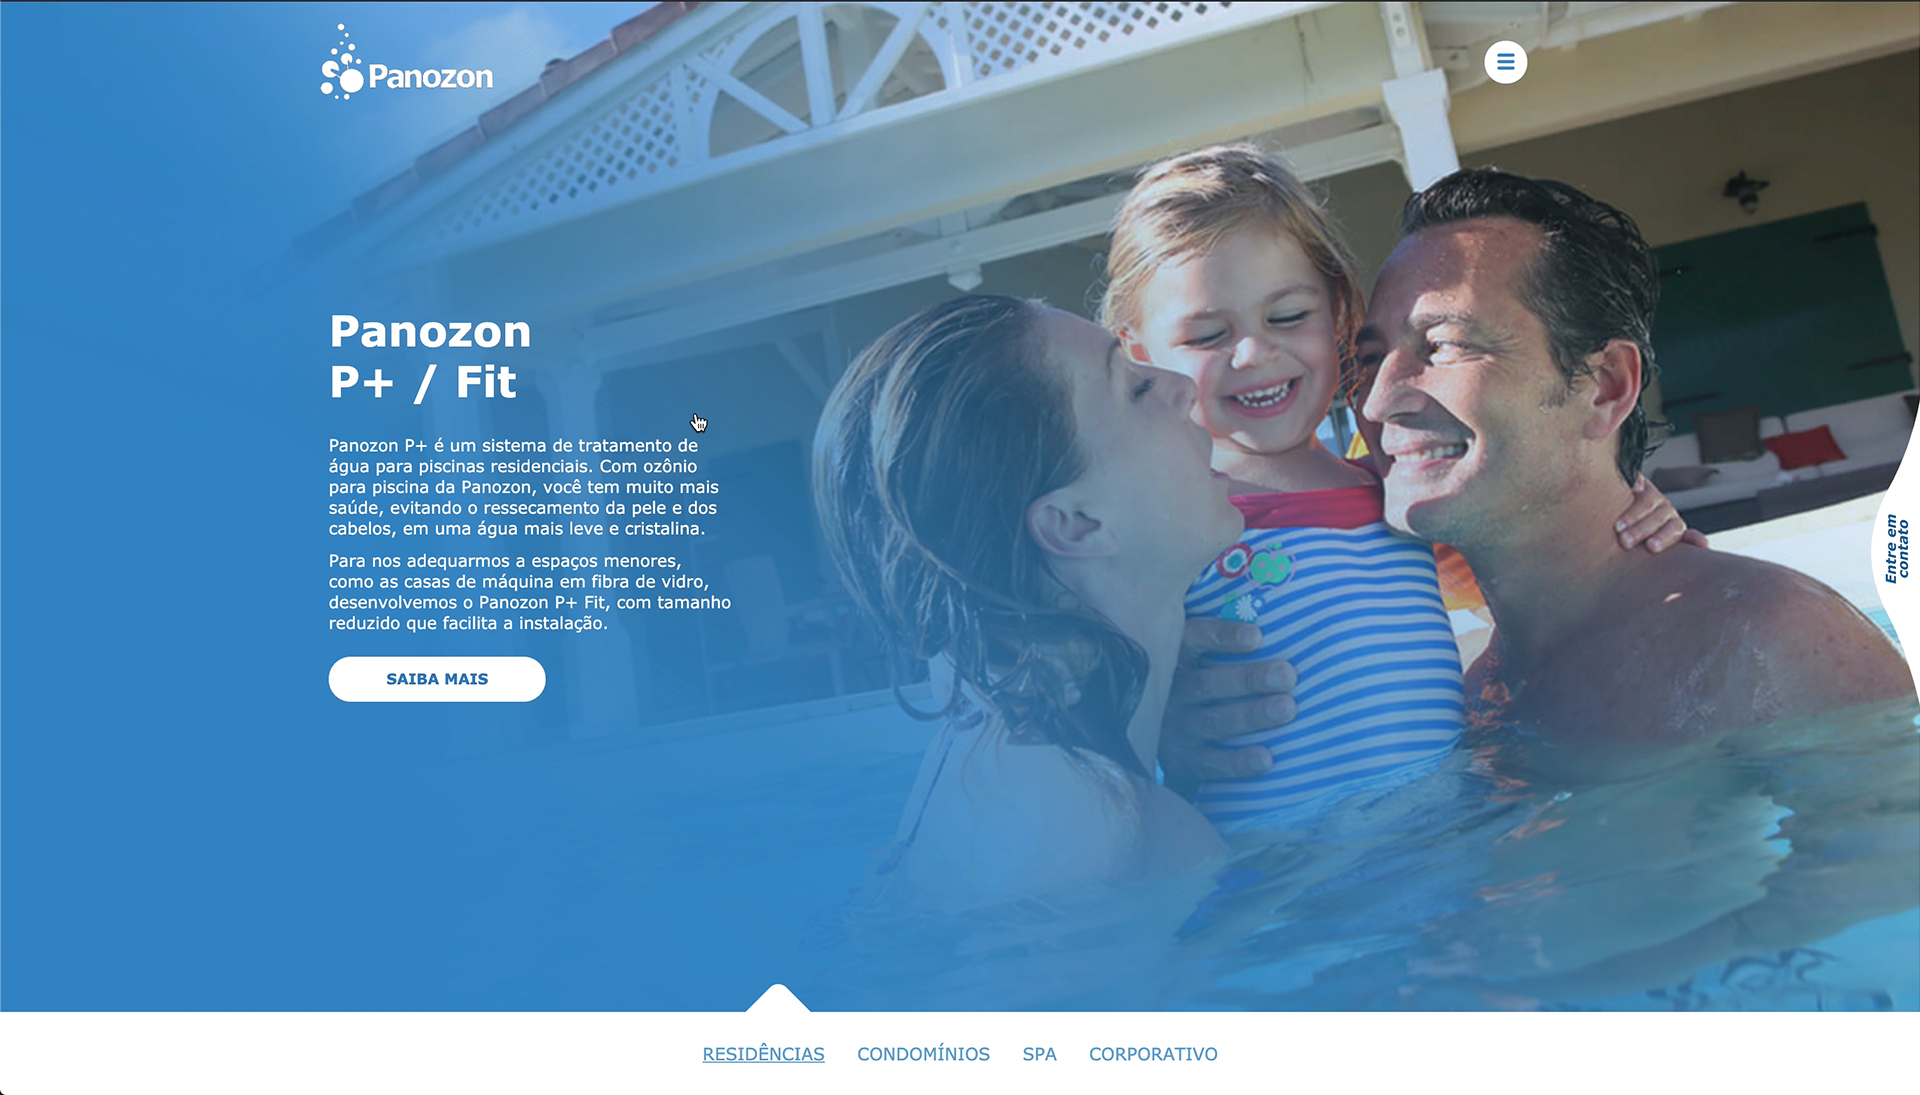 Panozon
Panozon
P+ / Fit
Panozon P+ é um sistema de tratamento de
água para piscinas residenciais. Com ozônio
para piscina da Panozon, você tem muito mais
saúde, evitando o ressecamento da pele e dos
cabelos, em uma água mais leve e cristalina.
Para nos adequarmos a espaços menores,
como as casas de máquina em fibra de vidro,
desenvolvemos o Panozon P+ Fit, com tamanho
reduzido que facilita a instalação.
SAIBA MAIS
Entre em
contato
RESIDÊNCIAS CONDOMÍNIOS SPA CORPORATIVO